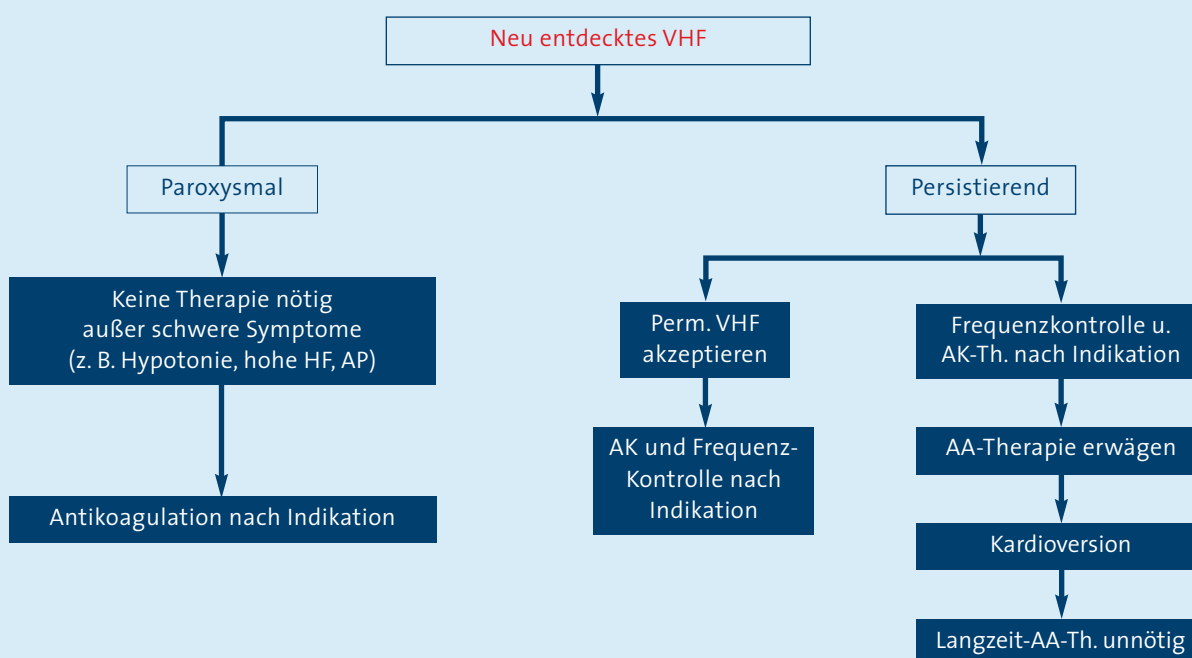 Neu entdecktes VHF
Paroxysmal
Persistierend
Keine Therapie nötig
außer schwere Symptome
(z. B. Hypotonie, hohe HF, AP)
Perm. VHF
akzeptieren
Frequenzkontrolle u.
AK-Th. nach Indikation
AK und Frequenz-
Kontrolle nach
Indikation
AA-Therapie erwägen
Antikoagulation nach Indikation
Kardioversion
Langzeit-AA-Th. unnötig